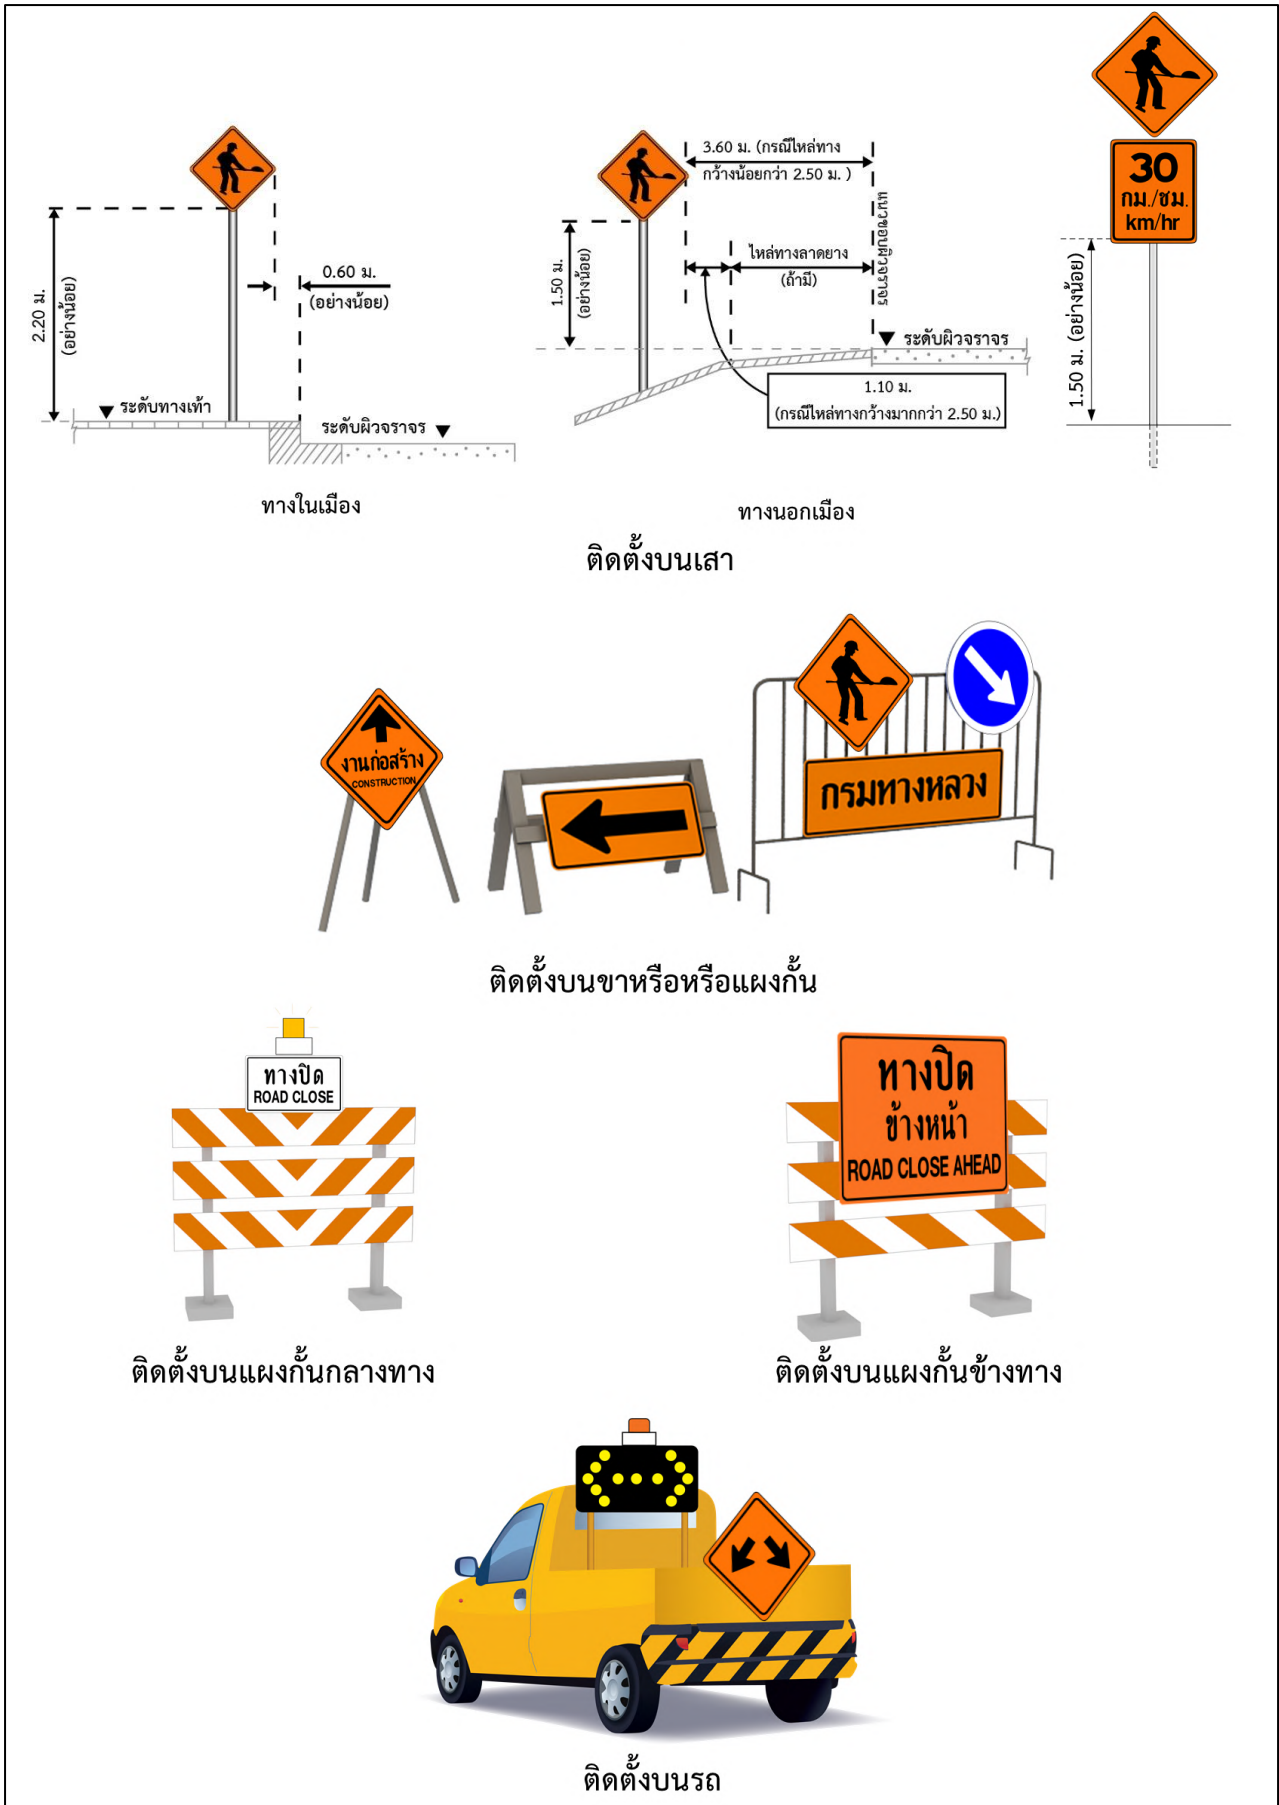 2.20 ม.
(อย่างน้อย)
0.60 ม.
(อย่างน้อย)
ระดับทางเท้า
ระดับผิวจราจร
ทางในเมือง
3.60 ม. (กรณีไหล่ทาง
กว้างน้อยกว่า 2.50 ม. )
แนวขอบผิวจราจร
1.50 ม.
(อย่างน้อย)
ไหล่ทางลาดยาง
(ถ้ามี)
ระดับผิวจราจร
1.10 ม.
(กรณีไหล่ทางกว้างมากกว่า 2.50 ม.)
ทางนอกเมือง
30
กม./ชม.
km/hr
1.50 ม. (อย่างน้อย)
ติดตั้งบนเสา
งานก่อสร้าง
CONSTRUCTION
กรมทางหลวง
ติดตั้งบนขาหรือหรือแผงกั้น
ทางปิด
ROAD CLOSE
ติดตั้งบนแผงกั้นกลางทาง
ทางปิด
ข้างหน้า
ROAD CLOSE AHEAD
ติดตั้งบนแผงกั้นข้างทาง
ติดตั้งบนรถ